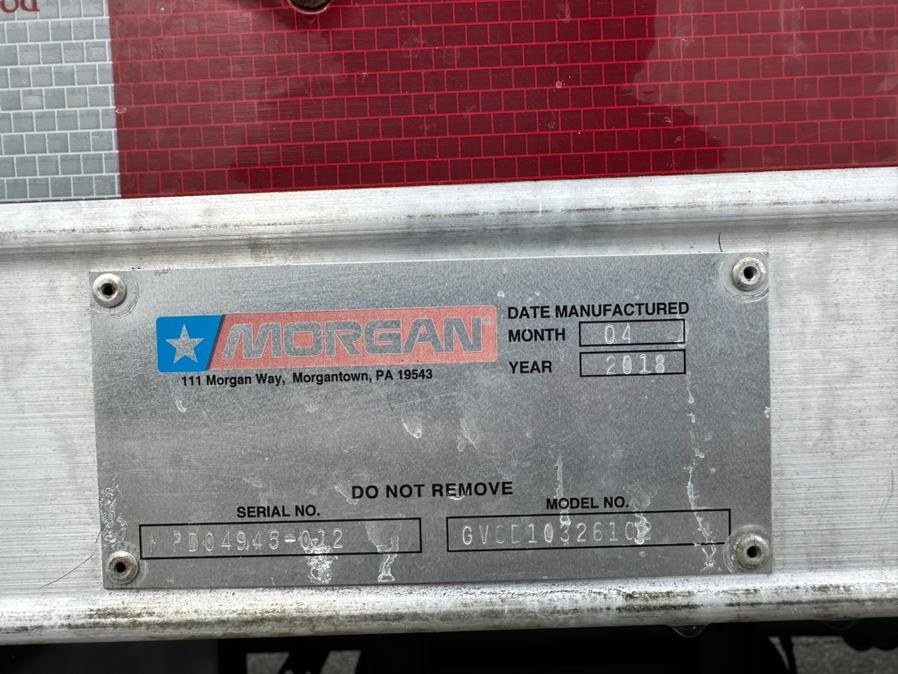 MORGAN
111 Morgan Way, Morgantown, PA 19543
DATE MANUFACTURED
MONTH 04
YEAR 2018
DO NOT REMOVE
SERIAL NO.
MODEL NO.